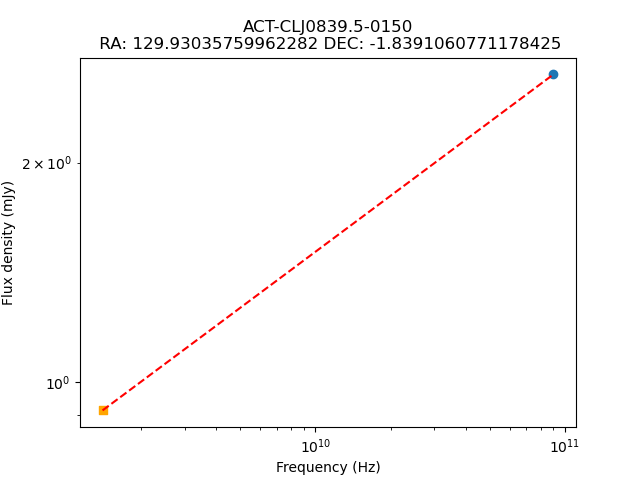 ACT-CLJ0839.5-0150
RA: 129.93035759962282 DEC: -1.8391060771178425
Flux density (mJy)
2 × 10⁰
10⁰
10¹⁰
10¹¹
Frequency (Hz)